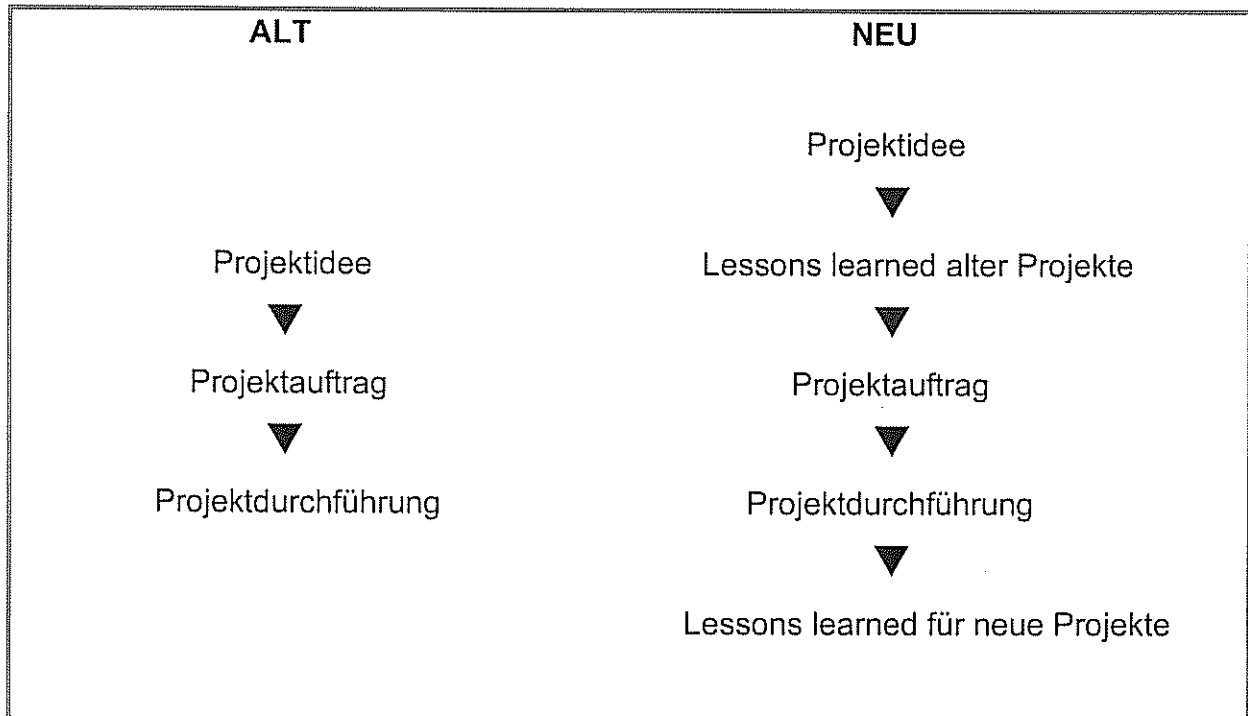 ALT
Projektidee
Projektauftrag
Projektdurchführung
NEU
Projektidee
Lessons learned alter Projekte
Projektauftrag
Projektdurchführung
Lessons learned für neue Projekte